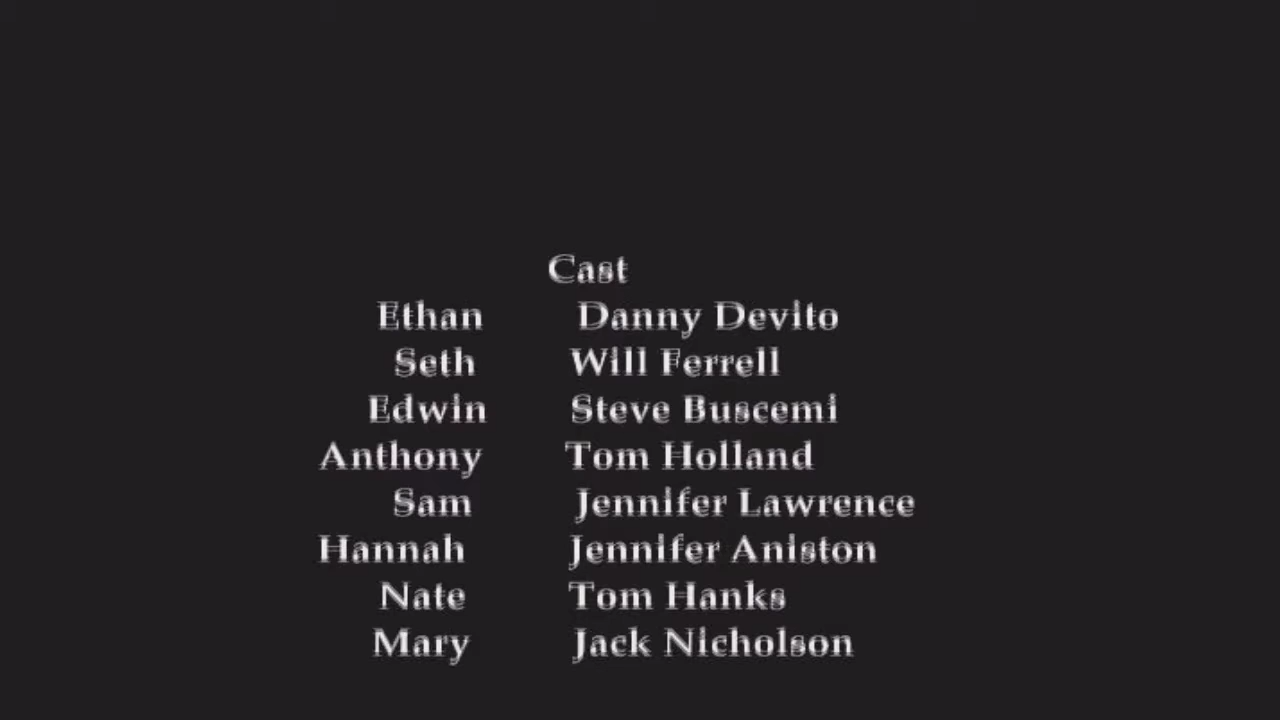 Cast
Ethan Danny Devito
Seth Will Ferrell
Edwin Steve Buscemi
Anthony Tom Holland
Sam Jennifer Lawrence
Hannah Jennifer Aniston
Nate Tom Hanks
Mary Jack Nicholson